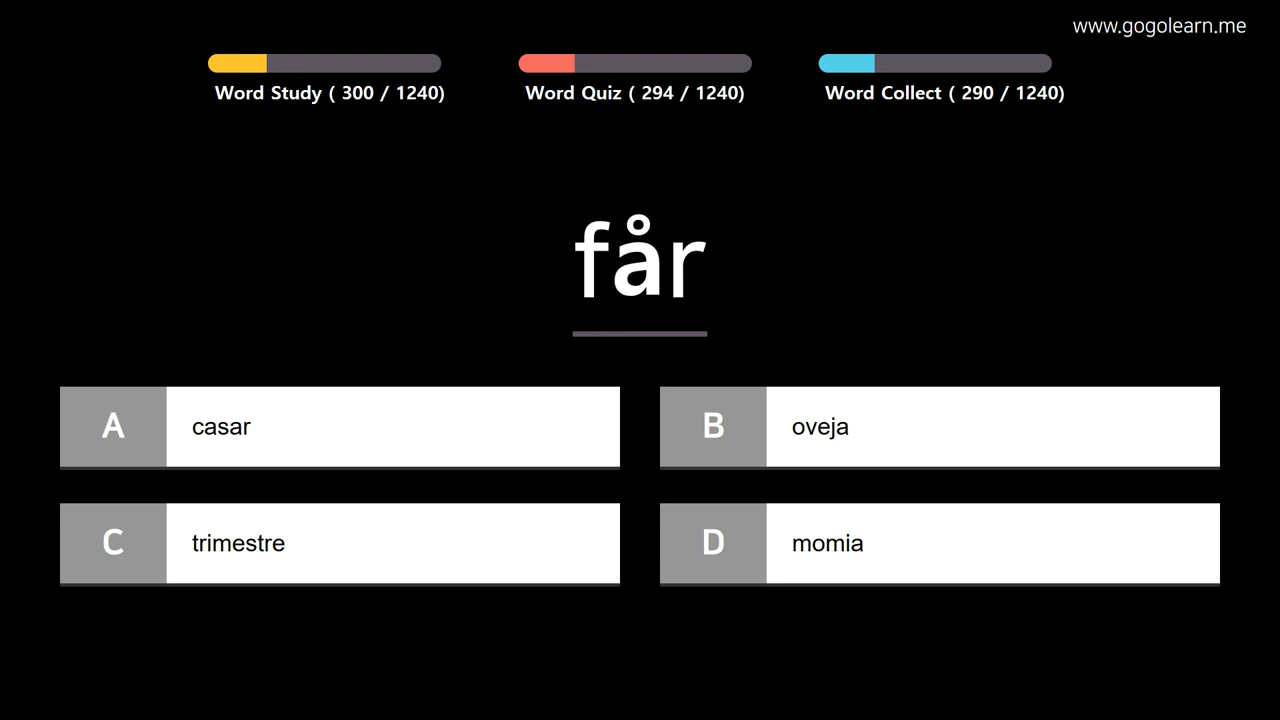 www.gogolearn.me
Word Study ( 300 / 1240)
Word Quiz ( 294 / 1240)
Word Collect ( 290 / 1240)
får
A casar
B oveja
C trimestre
D momia